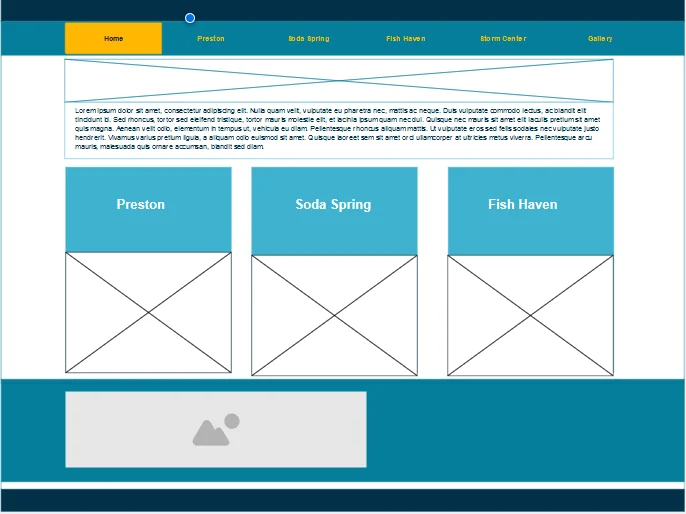 Home Preston Soda Spring Fish Haven Storm Center Gallery
Lorem ipsum dolor sit amet, consectetur adipiscing elit. Nulla quam velit, vulputate eu pharetra nec, mattis ac neque. Duis vulputate commodo lectus, ac blandit elit
tincidunt id. Sed rhoncus, tortor sed eleifend tristique, tortor mauris molestie elit, et lacinia ipsum quam nec dui. Quisque nec mauris sit amet elit iaculis pretium sit amet
quis magna. Aenean velit odio, elementum in tempus ut, vehicula eu diam. Pellentesque rhoncus aliquam mattis. Ut vulputate eros sed felis sodales nec vulputate justo
hendrerit. Vivamus varius pretium ligula, a aliquam odio euismod sit amet. Quisque laoreet sem sit amet orci ullamcorper at ultricies metus viverra. Pellentesque arcu
mauris, malesuada quis ornare accumsan, blandit sed diam.
Preston Soda Spring Fish Haven